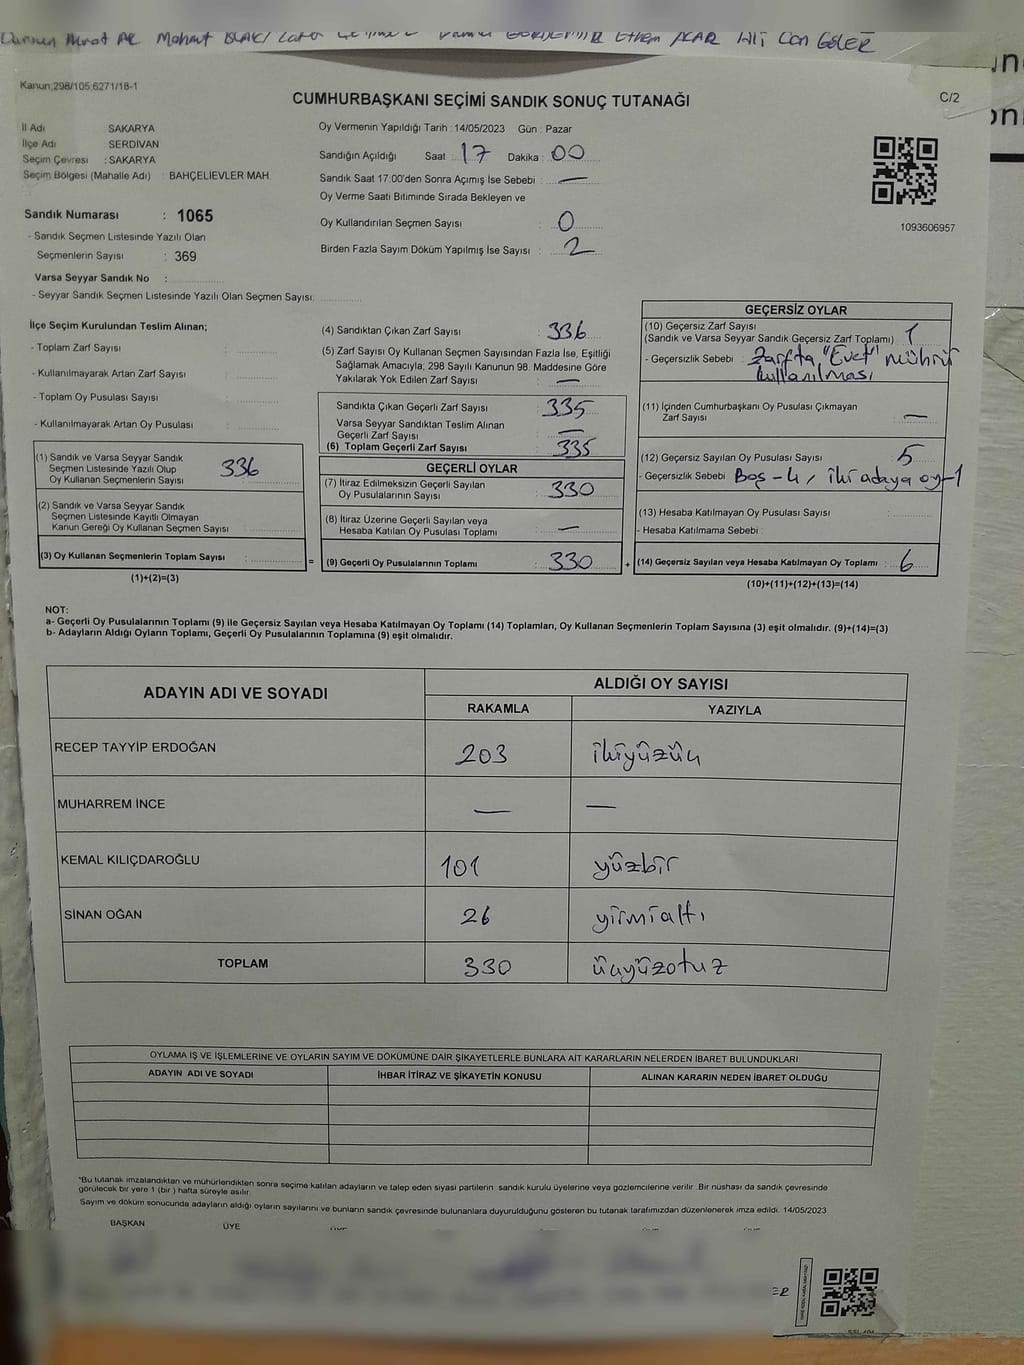 Mahmut
Ethem ACAR Ali Can GÜLER
Kanun;298/105,6271/18-1
CUMHURBAŞKANI SEÇİMİ SANDIK SONUÇ TUTANAĞI
C/2
İl Adı SAKARYA
İlçe Adı SERDİVAN
Seçim Çevresi : SAKARYA
Seçim Bölgesi (Mahalle Adı) : BAHÇELİEVLER MAH.
Sandık Numarası : 1065
- Sandık Seçmen Listesinde Yazılı Olan
Seçmenlerin Sayısı : 369
Varsa Seyyar Sandık No :
- Seyyar Sandık Seçmen Listesinde Yazılı Olan Seçmen Sayısı:
Oy Vermenin Yapıldığı Tarih : 14/05/2023 Gün : Pazar
Sandığın Açıldığı Saat : 17 Dakika : 00
Sandık Saat 17:00'den Sonra Açımış İse Sebebi : —
Oy Verme Saati Bitiminde Sırada Bekleyen ve
Oy Kullandırılan Seçmen Sayısı : 0
Birden Fazla Sayım Döküm Yapılmış İse Sayısı : 2
1093606957
İlçe Seçim Kurulundan Teslim Alınan;
- Toplam Zarf Sayısı :
- Kullanılmayarak Artan Zarf Sayısı :
- Toplam Oy Pusulası Sayısı :
- Kullanılmayarak Artan Oy Pusulası :
(1) Sandık ve Varsa Seyyar Sandık
Seçmen Listesinde Yazılı Olup
Oy Kullanan Seçmenlerin Sayısı : 336
(2) Sandık ve Varsa Seyyar Sandık
Seçmen Listesinde Kayıtlı Olmayan
Kanun Gereği Oy Kullanan Seçmen Sayısı :
(3) Oy Kullanan Seçmenlerin Toplam Sayısı :
(1)+(2)=(3)
(4) Sandıktan Çıkan Zarf Sayısı : 336
(5) Zarf Sayısı Oy Kullanan Seçmen Sayısından Fazla İse, Eşitliği
Sağlamak Amacıyla; 298 Sayılı Kanunun 98. Maddesine Göre
Yakılarak Yok Edilen Zarf Sayısı : —
Sandıkta Çıkan Geçerli Zarf Sayısı : 335
Varsa Seyyar Sandıktan Teslim Alınan
Geçerli Zarf Sayısı : —
(6) Toplam Geçerli Zarf Sayısı : 335
GEÇERLİ OYLAR
(7) İtiraz Edilmeksizin Geçerli Sayılan
Oy Pusulalarının Sayısı : 330
(8) İtiraz Üzerine Geçerli Sayılan veya
Hesaba Katılan Oy Pusulası Toplamı : —
= (9) Geçerli Oy Pusulalarının Toplamı : 330
GEÇERSİZ OYLAR
(10) Geçersiz Zarf Sayısı
(Sandık ve Varsa Seyyar Sandık Geçersiz Zarf Toplamı) : 1
- Geçersizlik Sebebi : Zarfta "Evet" mührü
kullanılması
(11) İçinden Cumhurbaşkanı Oy Pusulası Çıkmayan
Zarf Sayısı : —
(12) Geçersiz Sayılan Oy Pusulası Sayısı : 5
- Geçersizlik Sebebi Boş-4, iki adaya oy-1
(13) Hesaba Katılmayan Oy Pusulası Sayısı :
- Hesaba Katılmama Sebebi :
+ (14) Geçersiz Sayılan veya Hesaba Katılmayan Oy Toplamı : 6
(10)+(11)+(12)+(13)=(14)
NOT:
a- Geçerli Oy Pusulalarının Toplamı (9) ile Geçersiz Sayılan veya Hesaba Katılmayan Oy Toplamı (14) Toplamları, Oy Kullanan Seçmenlerin Toplam Sayısına (3) eşit olmalıdır. (9)+(14)=(3)
b- Adayların Aldığı Oyların Toplamı, Geçerli Oy Pusulalarının Toplamına (9) eşit olmalıdır.
ADAYIN ADI VE SOYADI ALDIĞI OY SAYISI
RAKAMLA YAZIYLA
RECEP TAYYİP ERDOĞAN 203 ikiyüzüç
MUHARREM İNCE — —
KEMAL KILIÇDAROĞLU 101 yüzbir
SİNAN OĞAN 26 yirmialtı
TOPLAM 330 üçyüzotuz
OYLAMA İŞ VE İŞLEMLERİNE VE OYLARIN SAYIM VE DÖKÜMÜNE DAİR ŞİKAYETLERLE BUNLARA AİT KARARLARIN NELERDEN İBARET BULUNDUKLARI
ADAYIN ADI VE SOYADI İHBAR İTİRAZ VE ŞİKAYETİN KONUSU ALINAN KARARIN NEDEN İBARET OLDUĞU
"Bu tutanak imzalandıktan ve mühürlendikten sonra seçime katılan adayların ve talep eden siyasi partilerin sandık kurulu üyelerine veya gözlemcilerine verilir. Bir nüshası da sandık çevresinde
görülecek bir yere 1 (bir) hafta süreyle asılır.
Sayım ve döküm sonucunda adayların aldığı oyların sayılarını ve bunların sandık çevresinde bulunanlara duyurulduğunu gösteren bu tutanak tarafımızdan düzenlenerek imza edildi. 14/05/2023
BAŞKAN ÜYE